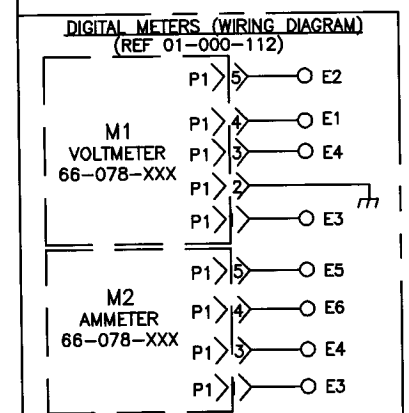 DIGITAL METERS (WIRING DIAGRAM)
(REF 01-000-112)
P1 5 E2
P1 4 E1
M1
VOLTMETER
66-078-XXX
P1 3 E4
P1 2
P1 1 E3
P1 5 E5
M2
AMMETER
66-078-XXX
P1 4 E6
P1 3 E4
P1 1 E3